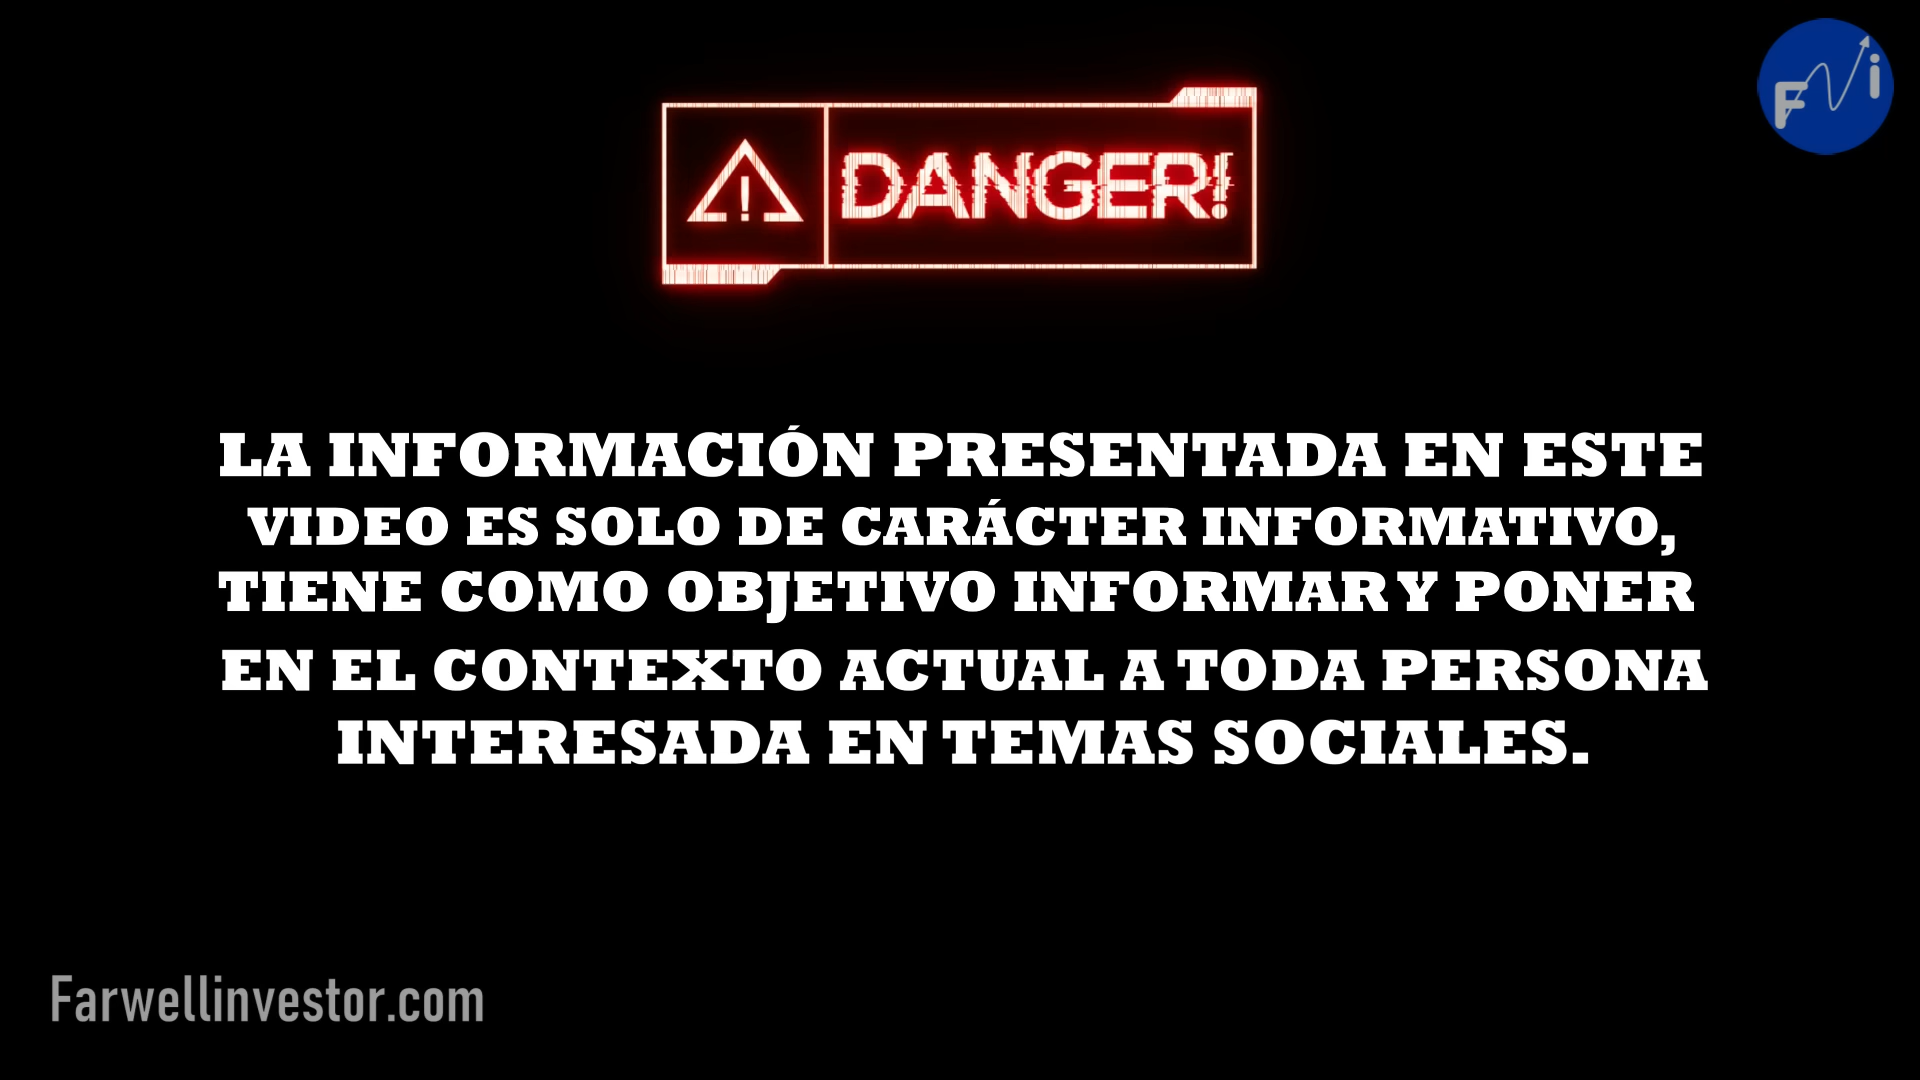 F i
DANGER!
LA INFORMACIÓN PRESENTADA EN ESTE
VIDEO ES SOLO DE CARÁCTER INFORMATIVO,
TIENE COMO OBJETIVO INFORMAR Y PONER
EN EL CONTEXTO ACTUAL A TODA PERSONA
INTERESADA EN TEMAS SOCIALES.
Farwellinvestor.com